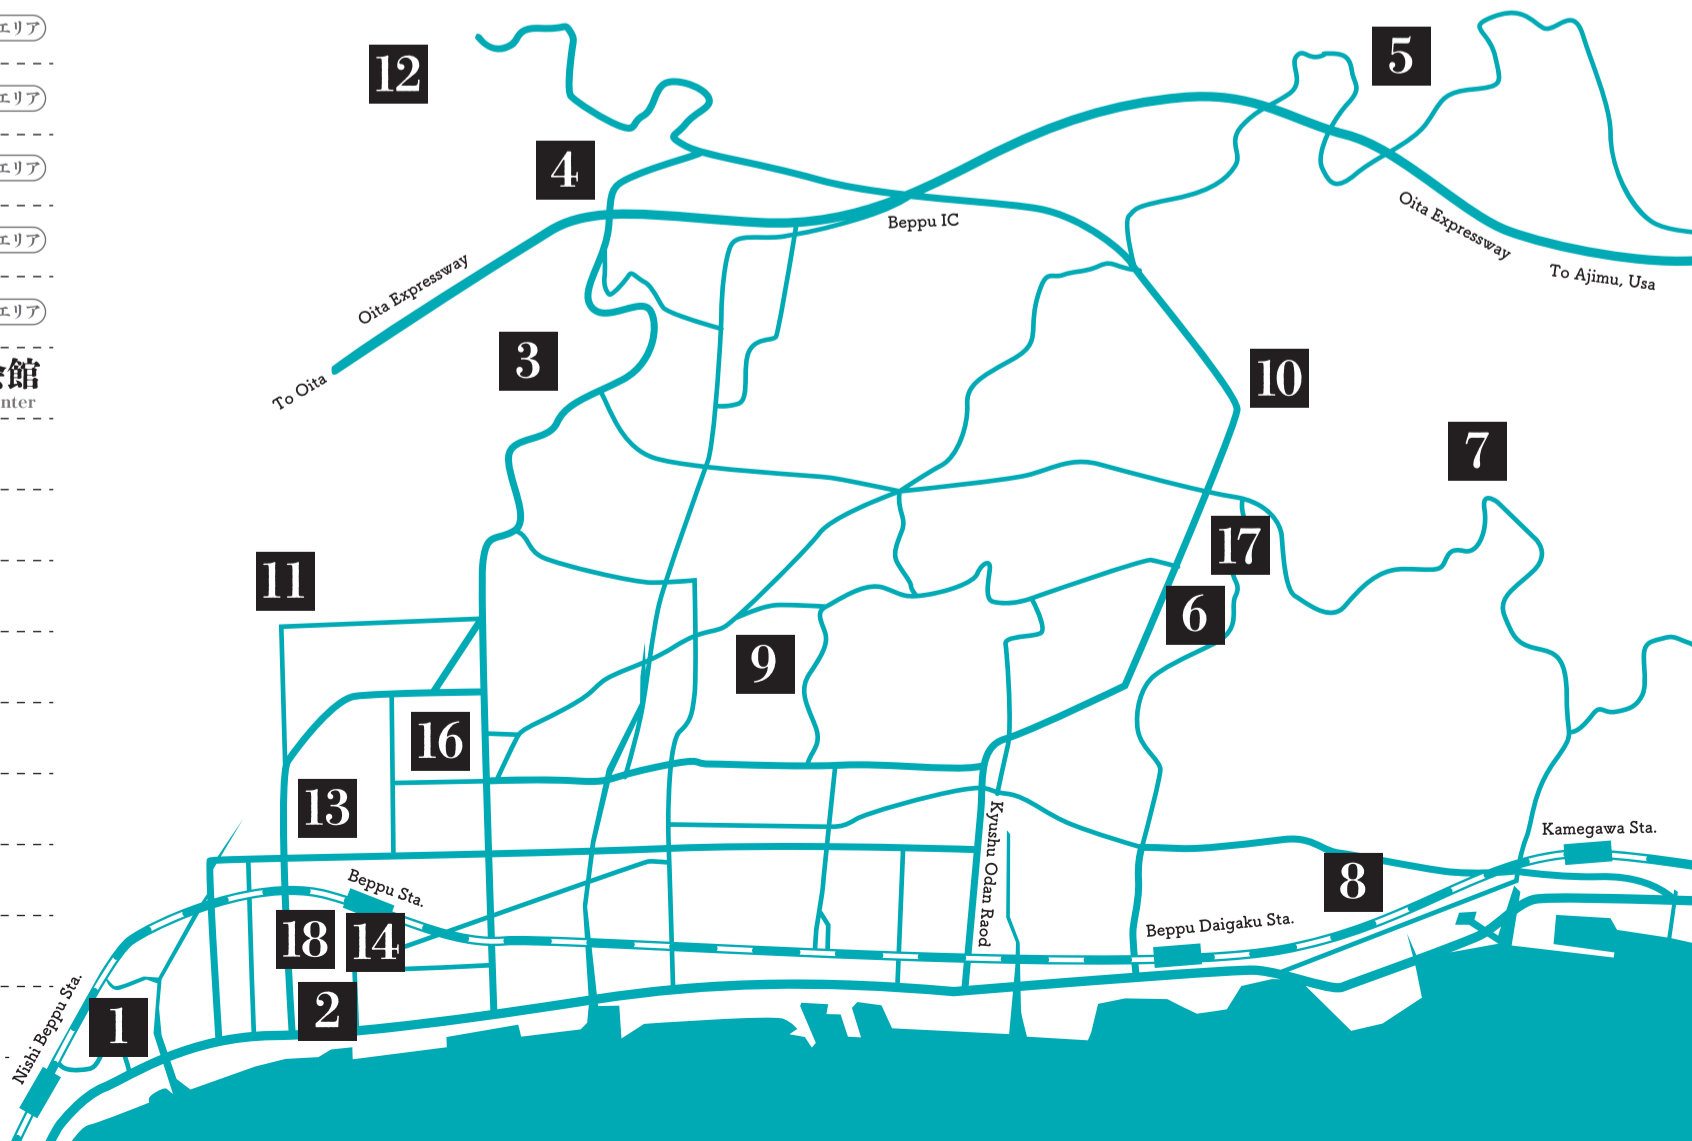 エリア
エリア
エリア
エリア
エリア
会館
nter
12
5
4
Beppu IC
Oita Expressway
To Ajimu, Usa
Oita Expressway
To Oita
3
10
7
17
11
6
9
16
13
Kyushu Odan Raod
Kamegawa Sta.
Beppu Sta.
8
18
14
Beppu Daigaku Sta.
Nishi Beppu Sta.
1
2